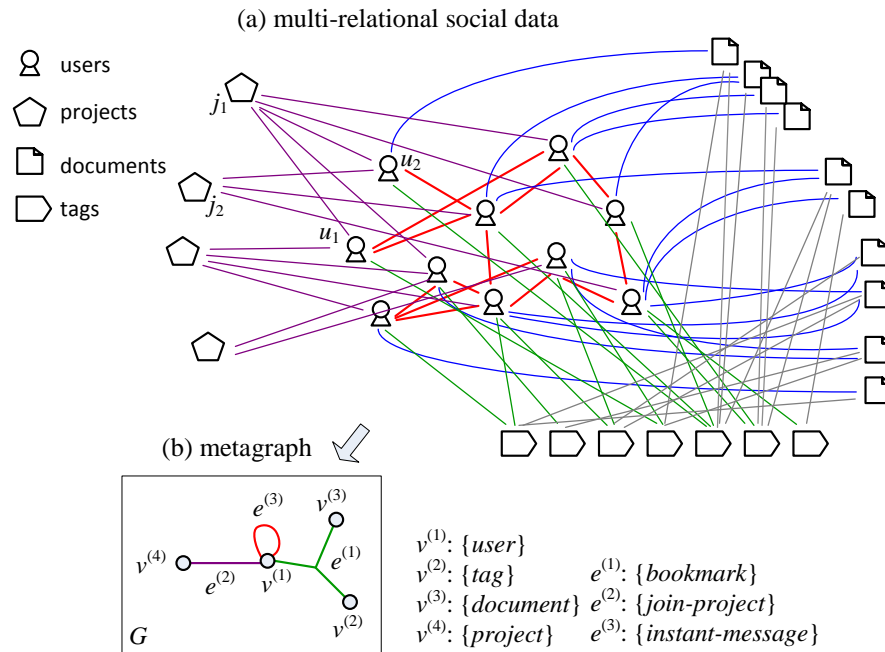 (a) multi-relational social data
users
projects
documents
tags
j₁
j₂
u₂
u₁
(b) metagraph
e⁽³⁾
v⁽³⁾
v⁽⁴⁾
e⁽²⁾
v⁽¹⁾
e⁽¹⁾
v⁽²⁾
G
v⁽¹⁾: {user}
v⁽²⁾: {tag} e⁽¹⁾: {bookmark}
v⁽³⁾: {document} e⁽²⁾: {join-project}
v⁽⁴⁾: {project} e⁽³⁾: {instant-message}